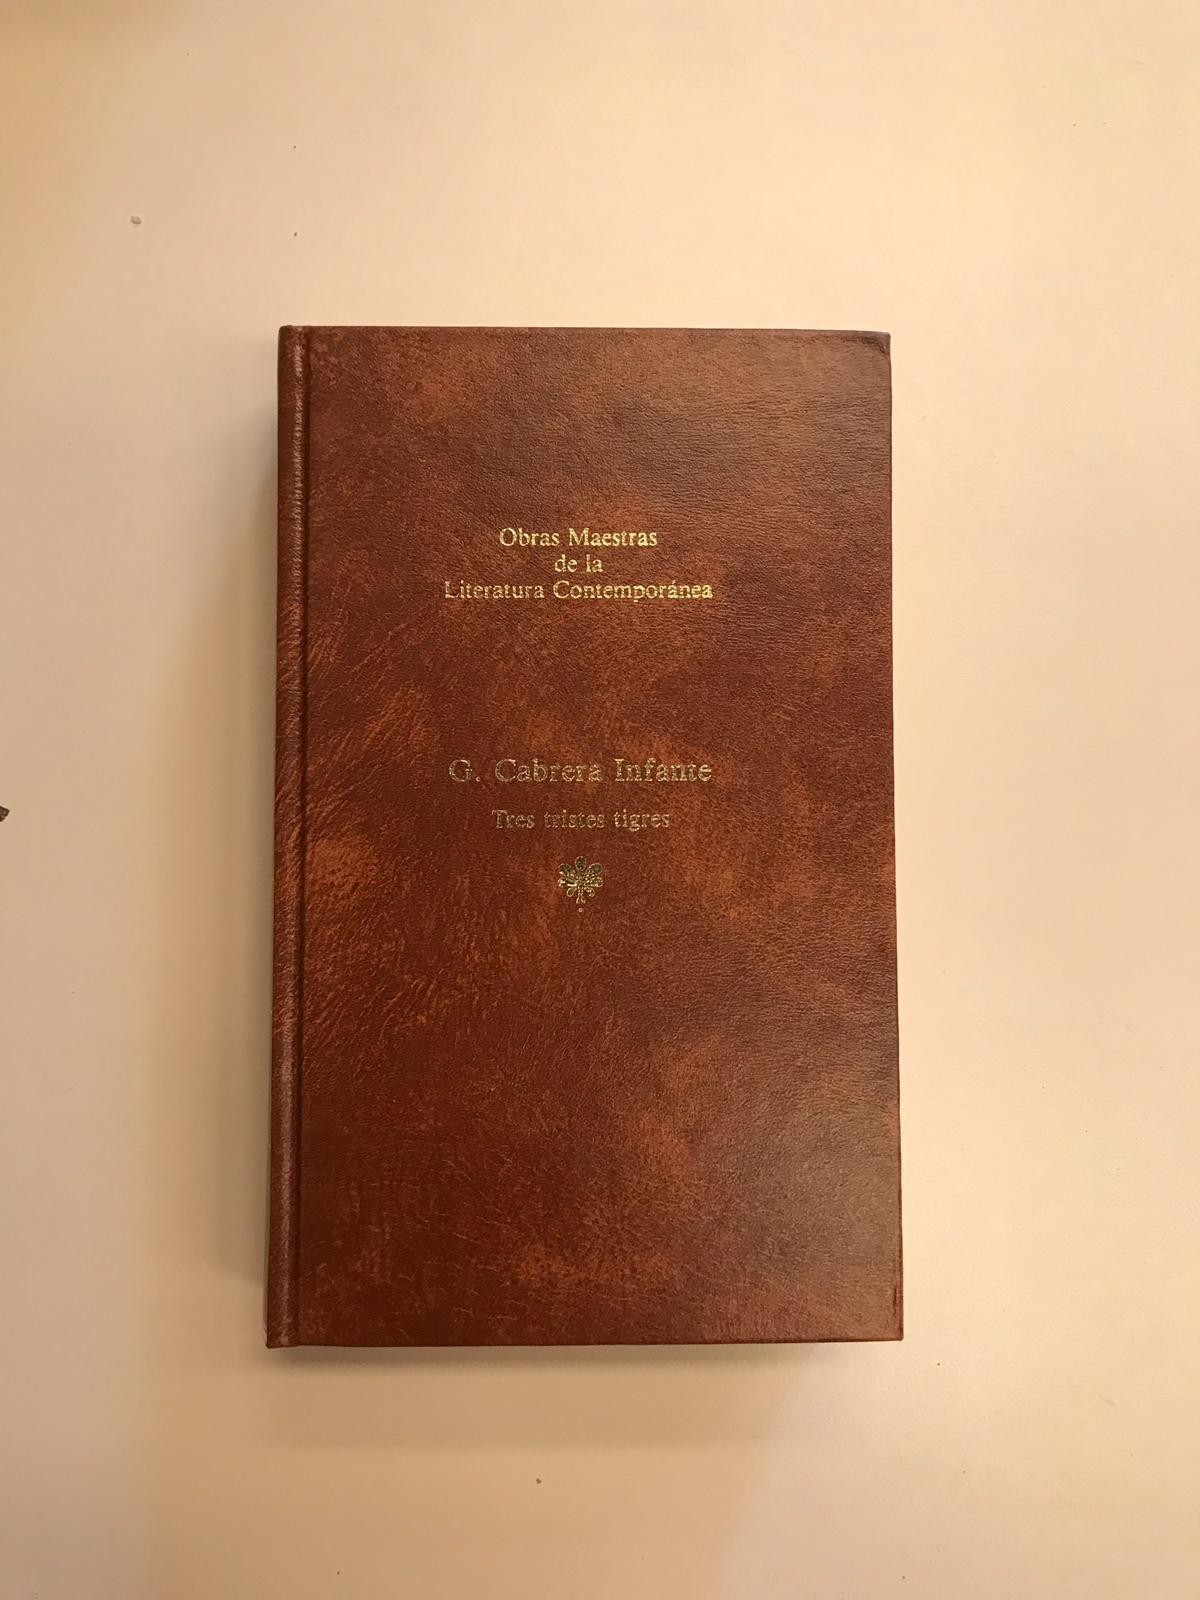 Obras Maestras
de la
Literatura Contemporánea
G. Cabrera Infante
Tres tristes tigres